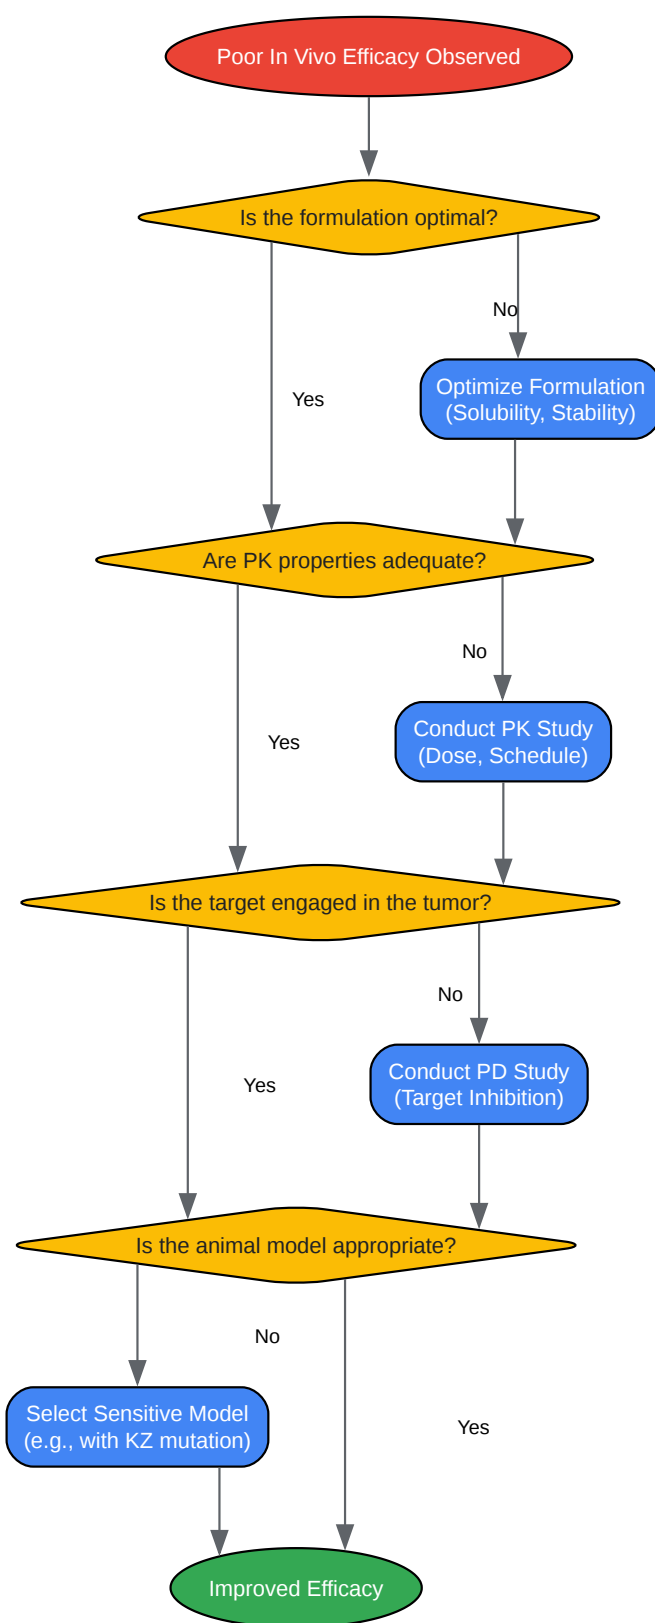 Poor In Vivo Efficacy Observed
Is the formulation optimal?
No
Optimize Formulation
(Solubility, Stability)
Yes
Are PK properties adequate?
No
Conduct PK Study
(Dose, Schedule)
Yes
Is the target engaged in the tumor?
No
Conduct PD Study
(Target Inhibition)
Yes
Is the animal model appropriate?
No
Select Sensitive Model
(e.g., with KZ mutation)
Yes
Improved Efficacy